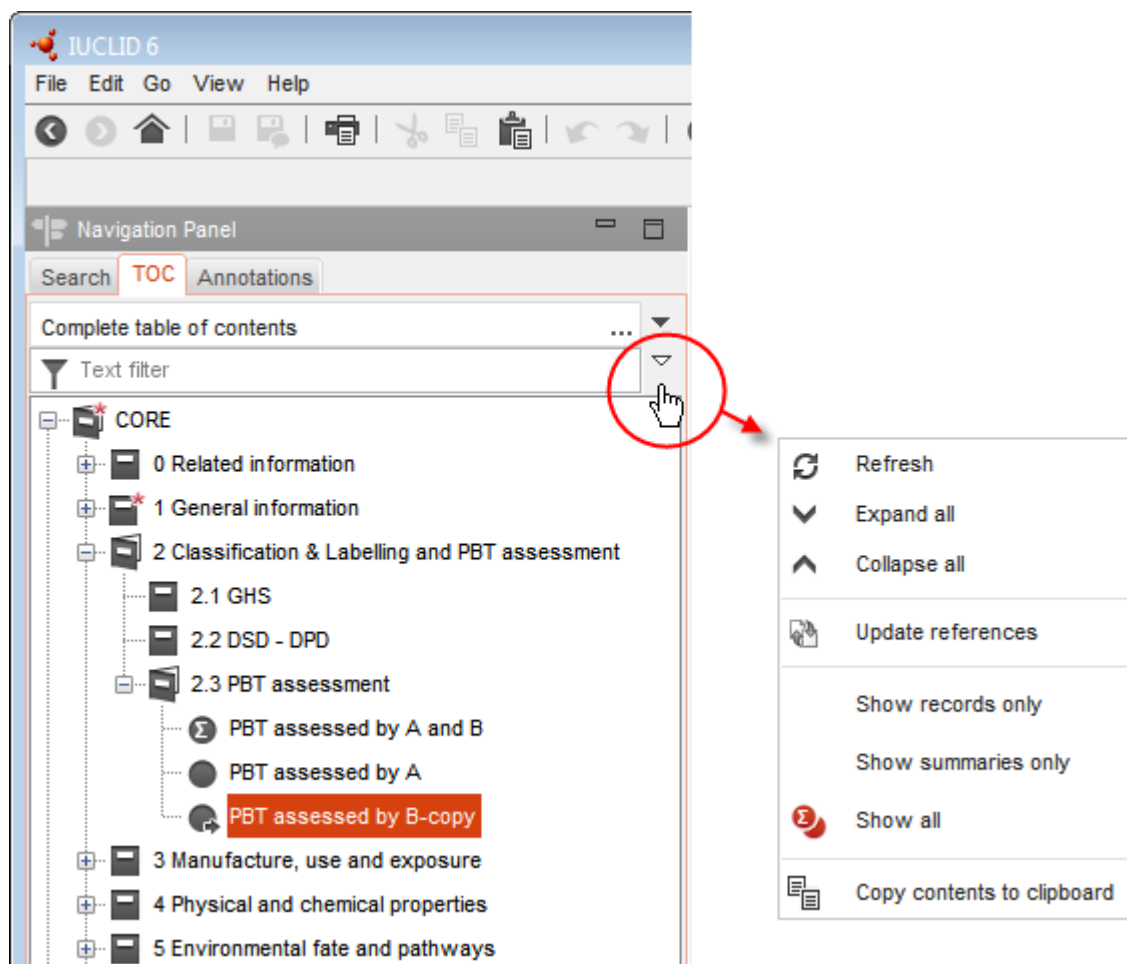 IUCLID 6
File Edit Go View Help
Navigation Panel
Search TOC Annotations
Complete table of contents ...
Text filter
CORE
0 Related information
1 General information
2 Classification & Labelling and PBT assessment
2.1 GHS
2.2 DSD - DPD
2.3 PBT assessment
Σ PBT assessed by A and B
PBT assessed by A
PBT assessed by B-copy
3 Manufacture, use and exposure
4 Physical and chemical properties
5 Environmental fate and pathways
Refresh
Expand all
Collapse all
Update references
Show records only
Show summaries only
Σ Show all
Copy contents to clipboard